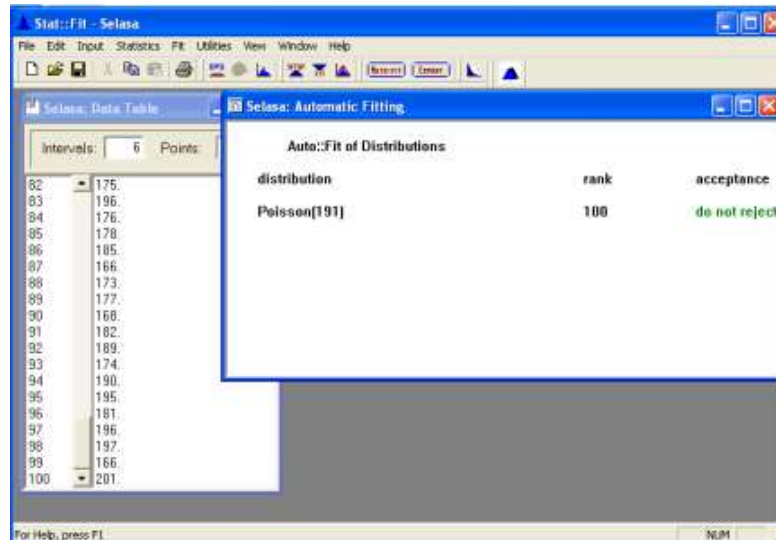 Stat::Fit - Selasa
File Edit Input Statistics Fit Utilities View Window Help
Selasa: Data Table
Selasa: Automatic Fitting
Intervals: 6 Points:
Auto::Fit of Distributions
distribution rank acceptance
Poisson(191) 100 do not reject
82 175.
83 196.
84 176.
85 178.
86 185.
87 166.
88 173.
89 177.
90 168.
91 182.
92 189.
93 174.
94 190.
95 195.
96 181.
97 196.
98 197.
99 166.
100 201.
For Help, press F1
NUM